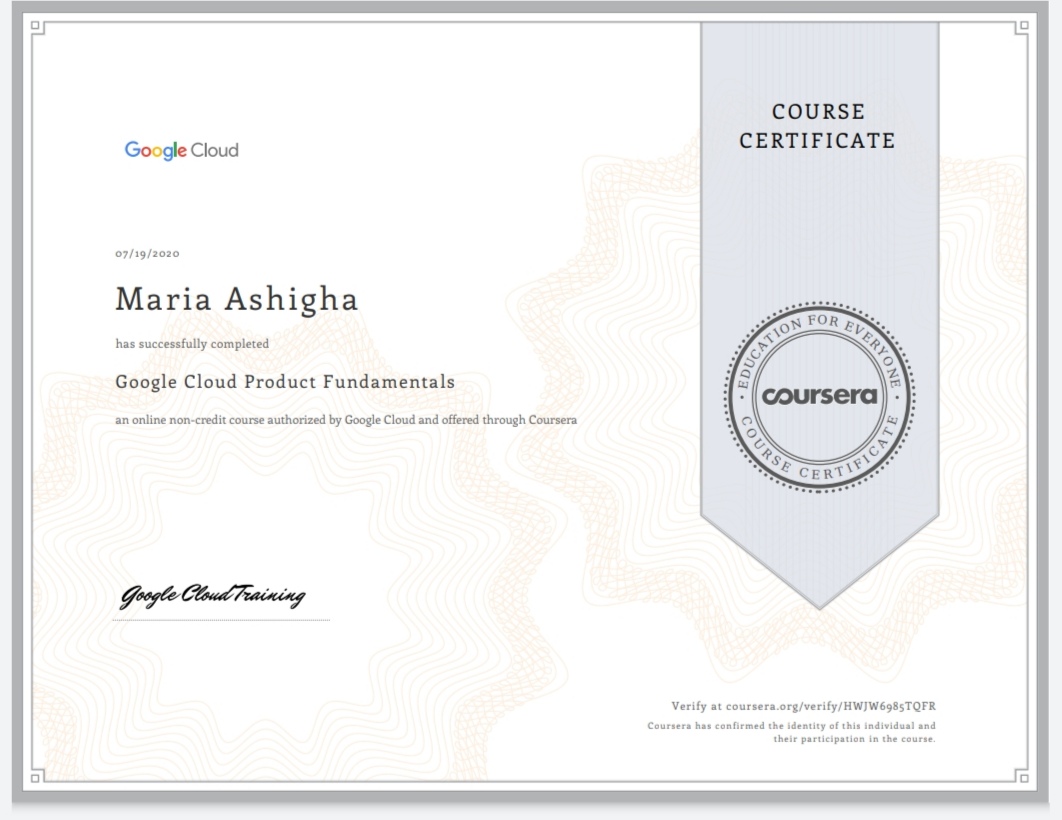 Google Cloud
07/19/2020
Maria Ashigha
has successfully completed
Google Cloud Product Fundamentals
an online non-credit course authorized by Google Cloud and offered through Coursera
Google Cloud Training
COURSE
CERTIFICATE
EDUCATION FOR EVERYONE
coursera
COURSE CERTIFICATE
Verify at coursera.org/verify/HWJW6985TQFR
Coursera has confirmed the identity of this individual and
their participation in the course.